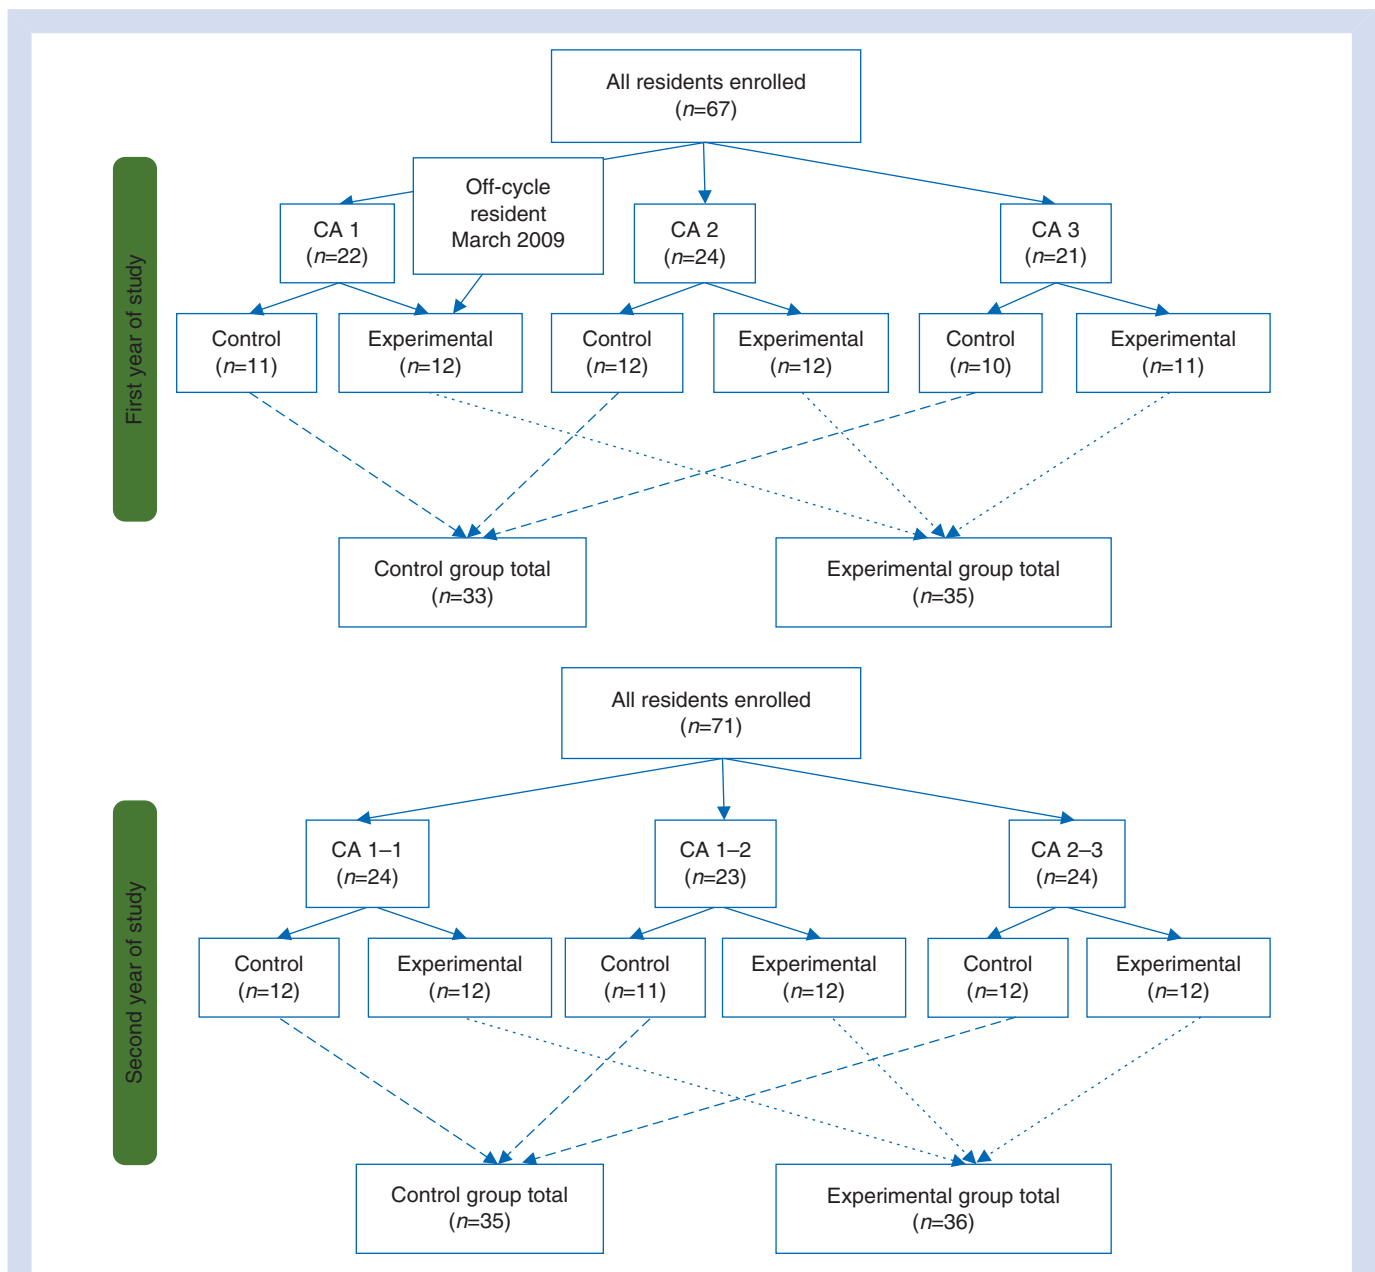 All residents enrolled
(n=67)
First year of study
Off-cycle
resident
March 2009
CA 1
(n=22)
CA 2
(n=24)
CA 3
(n=21)
Control
(n=11)
Experimental
(n=12)
Control
(n=12)
Experimental
(n=12)
Control
(n=10)
Experimental
(n=11)
Control group total
(n=33)
Experimental group total
(n=35)
All residents enrolled
(n=71)
Second year of study
CA 1–1
(n=24)
CA 1–2
(n=23)
CA 2–3
(n=24)
Control
(n=12)
Experimental
(n=12)
Control
(n=11)
Experimental
(n=12)
Control
(n=12)
Experimental
(n=12)
Control group total
(n=35)
Experimental group total
(n=36)